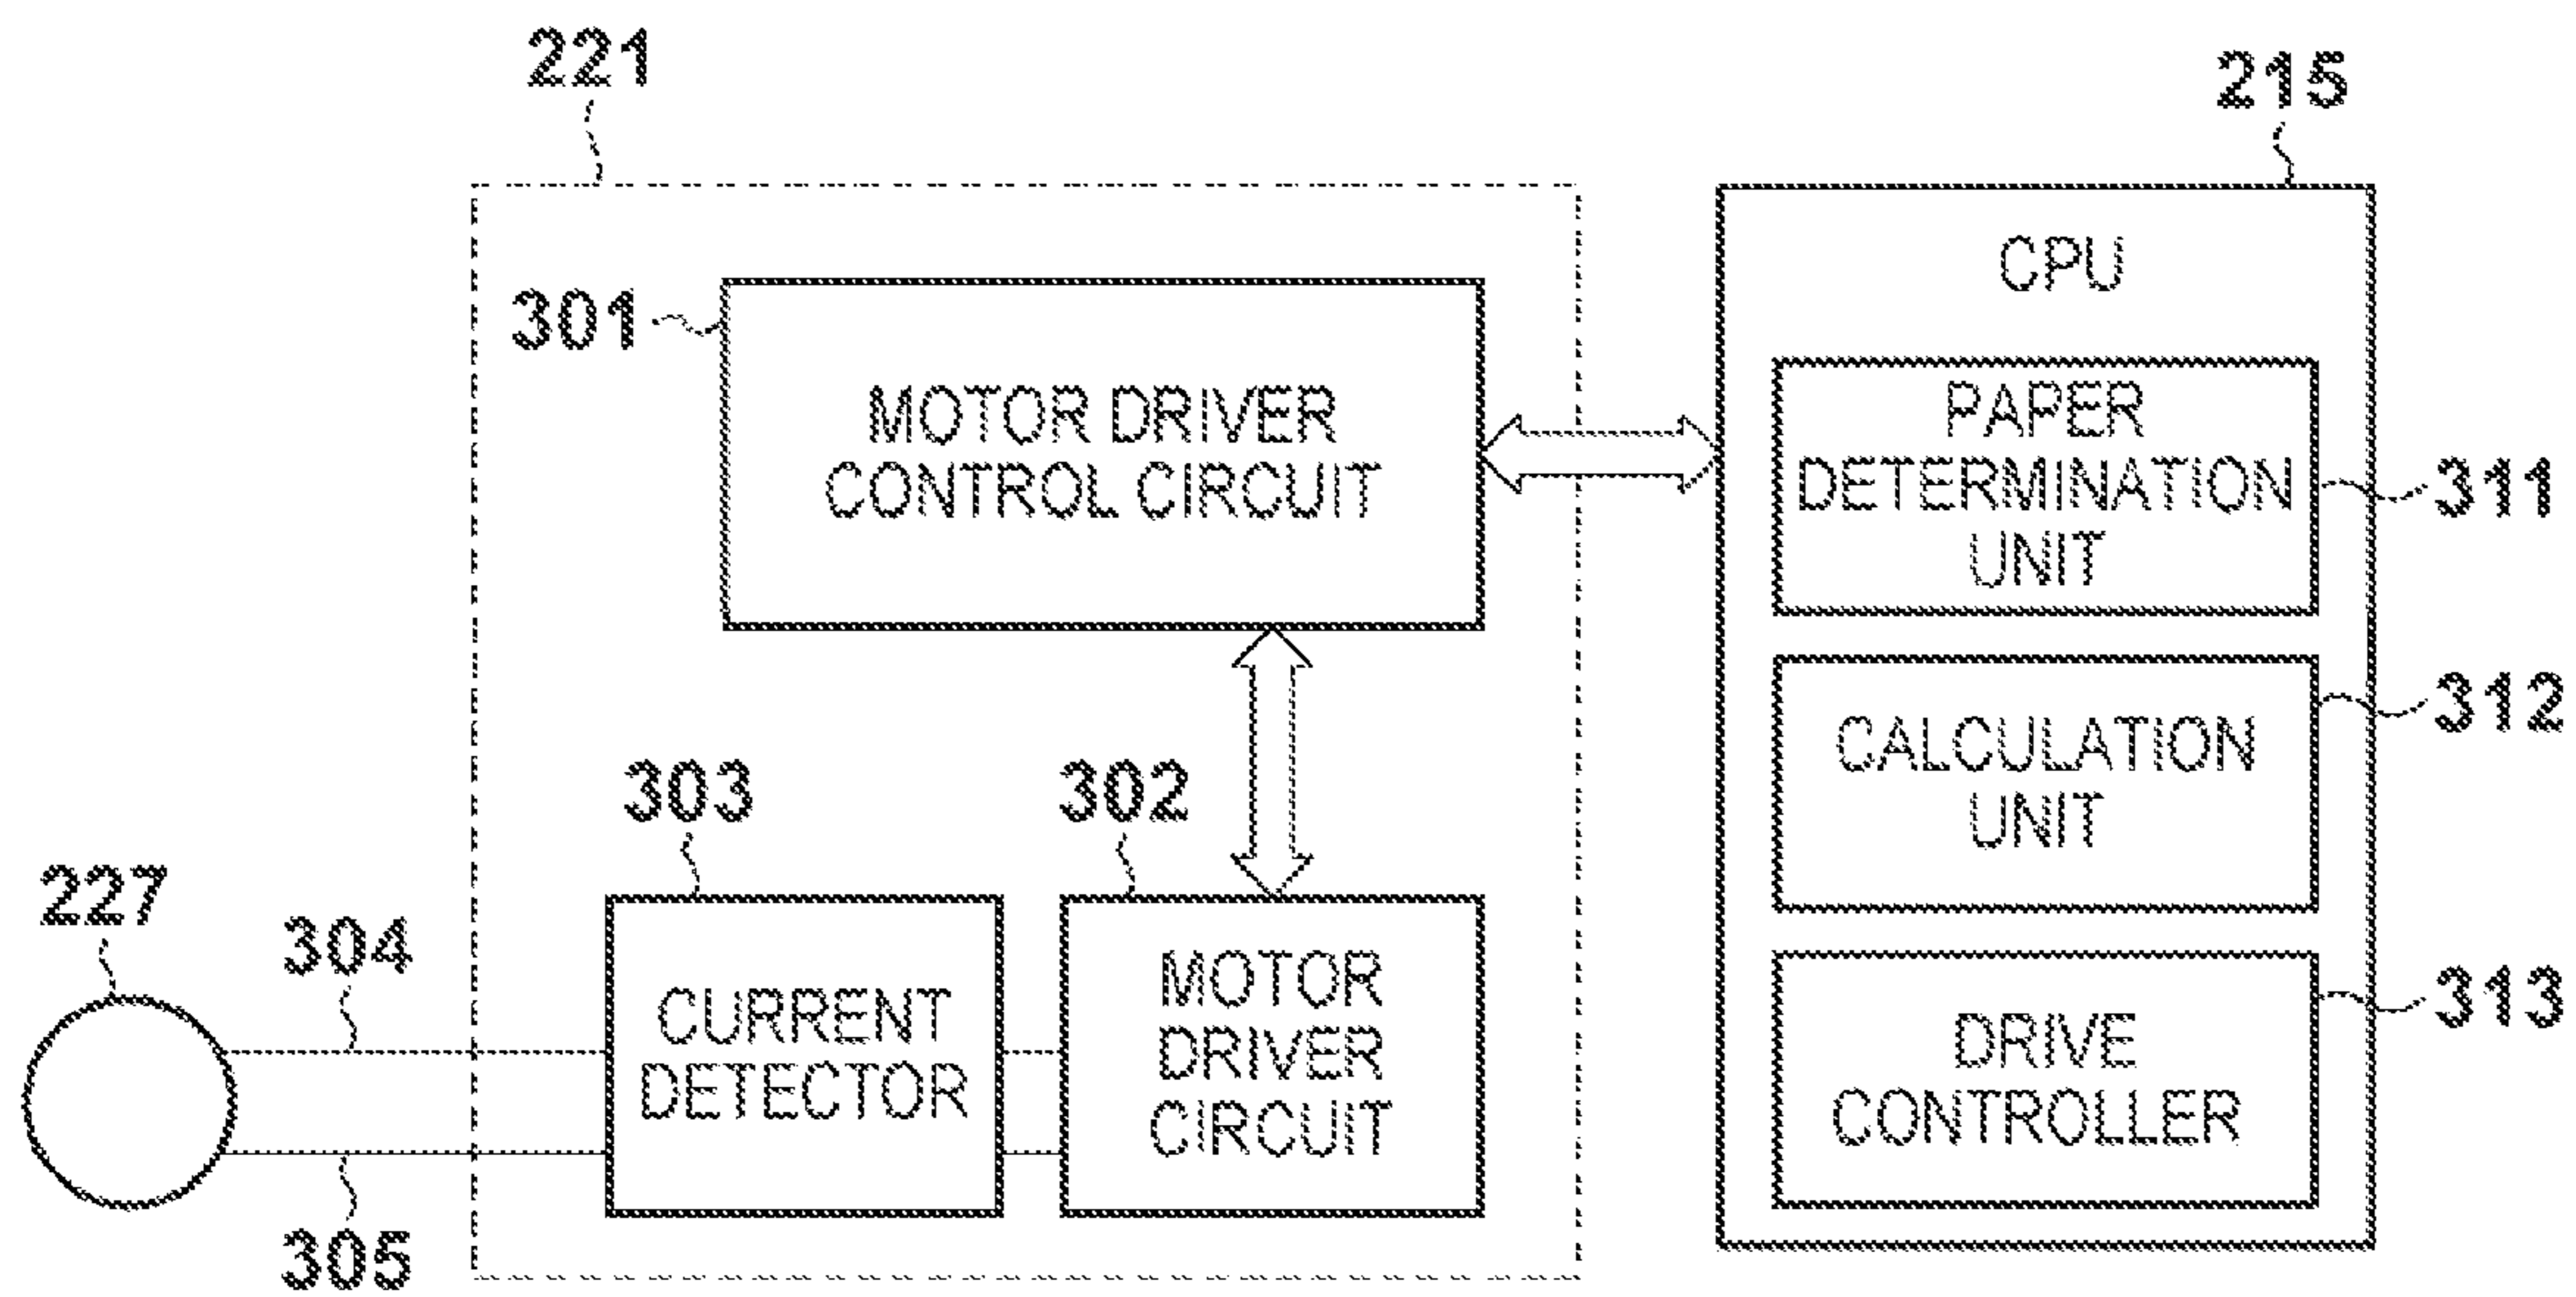 221
215
CPU
301
MOTOR DRIVER
CONTROL CIRCUIT
PAPER
DETERMINATION
UNIT
311
CALCULATION
UNIT
312
303
302
227
304
CURRENT
DETECTOR
MOTOR
DRIVER
CIRCUIT
DRIVE
CONTROLLER
313
305